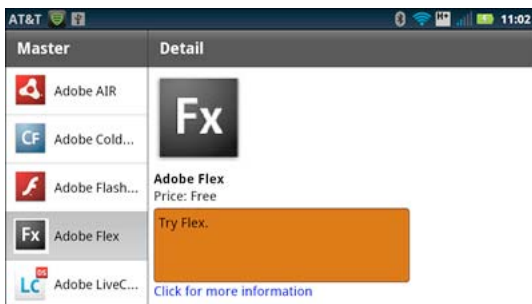 AT&T H+ 11:02
Master
Adobe AIR
CF Adobe Cold...
Adobe Flash...
Fx Adobe Flex
LC DS Adobe LiveC...
Detail
Fx
Adobe Flex
Price: Free
Try Flex.
Click for more information